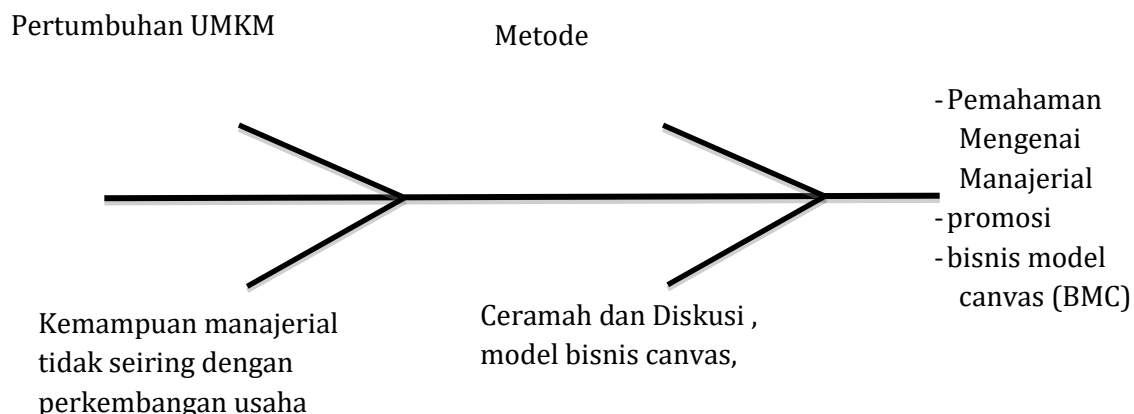 Pertumbuhan UMKM
Metode
Kemampuan manajerial
tidak seiring dengan
perkembangan usaha
Ceramah dan Diskusi ,
model bisnis canvas,
-Pemahaman
Mengenai
Manajerial
-promosi
-bisnis model
canvas (BMC)